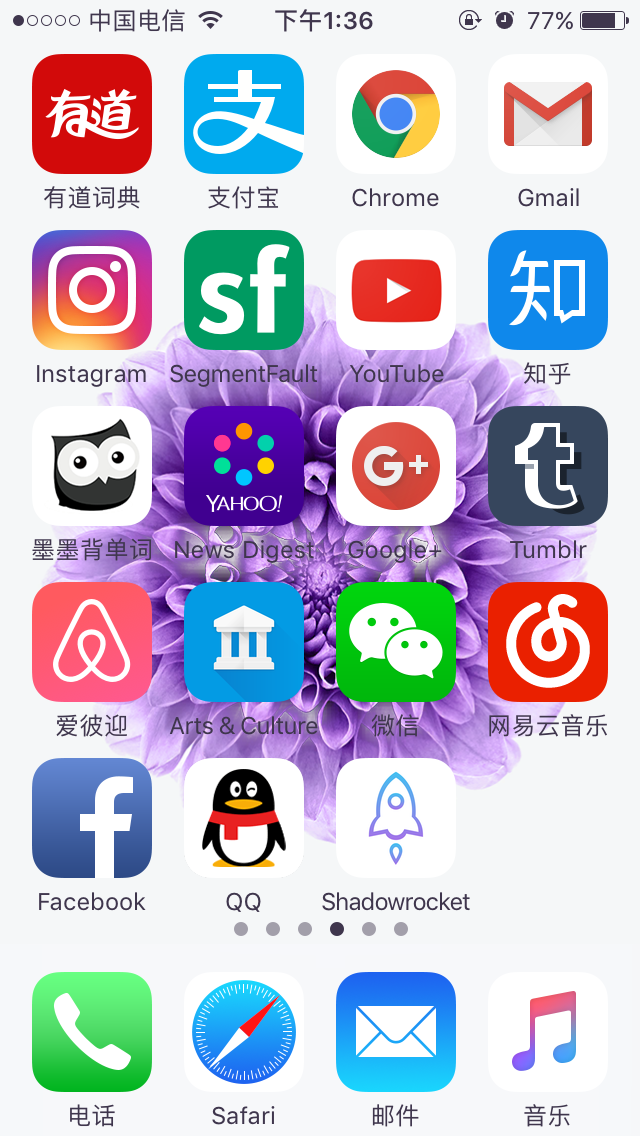 中国电信 下午1:36 77%
有道
支
有道词典 支付宝 Chrome Gmail
sf 知
Instagram SegmentFault YouTube 知乎
YAHOO! G+ t
墨墨背单词 News Digest Google+ Tumblr
爱彼迎 Arts & Culture 微信 网易云音乐
f
Facebook QQ Shadowrocket
电话 Safari 邮件 音乐